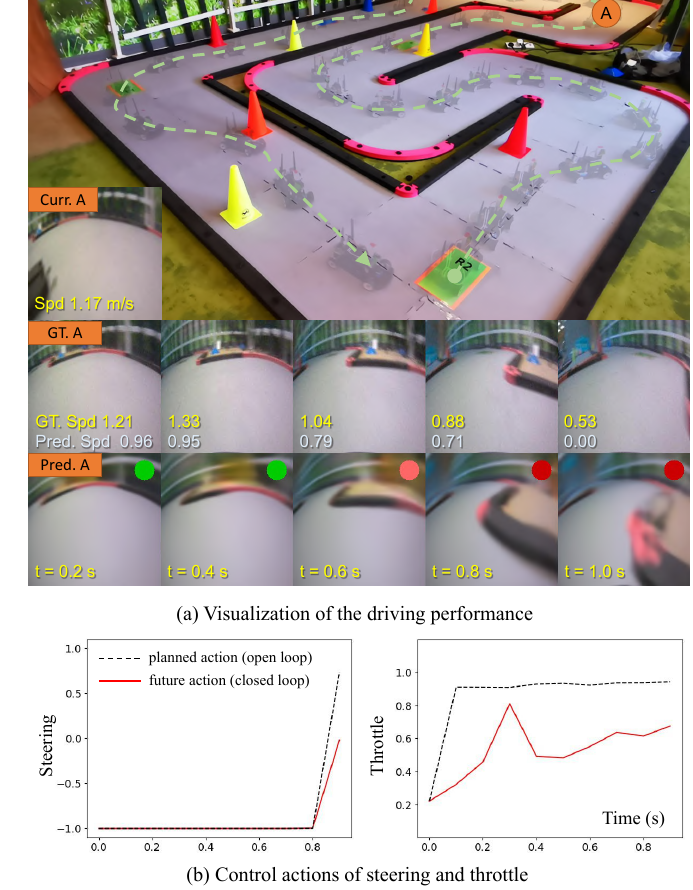 A
R2
Curr. A
Spd 1.17 m/s
GT. A
GT. Spd 1.21 1.33 1.04 0.88 0.53
Pred. Spd 0.96 0.95 0.79 0.71 0.00
Pred. A
t = 0.2 s t = 0.4 s t = 0.6 s t = 0.8 s t = 1.0 s
(a) Visualization of the driving performance
Steering
1.0
0.5
0.0
−0.5
−1.0
planned action (open loop)
future action (closed loop)
0.0 0.2 0.4 0.6 0.8
Throttle
1.0
0.8
0.6
0.4
0.2
Time (s)
0.0 0.2 0.4 0.6 0.8
(b) Control actions of steering and throttle